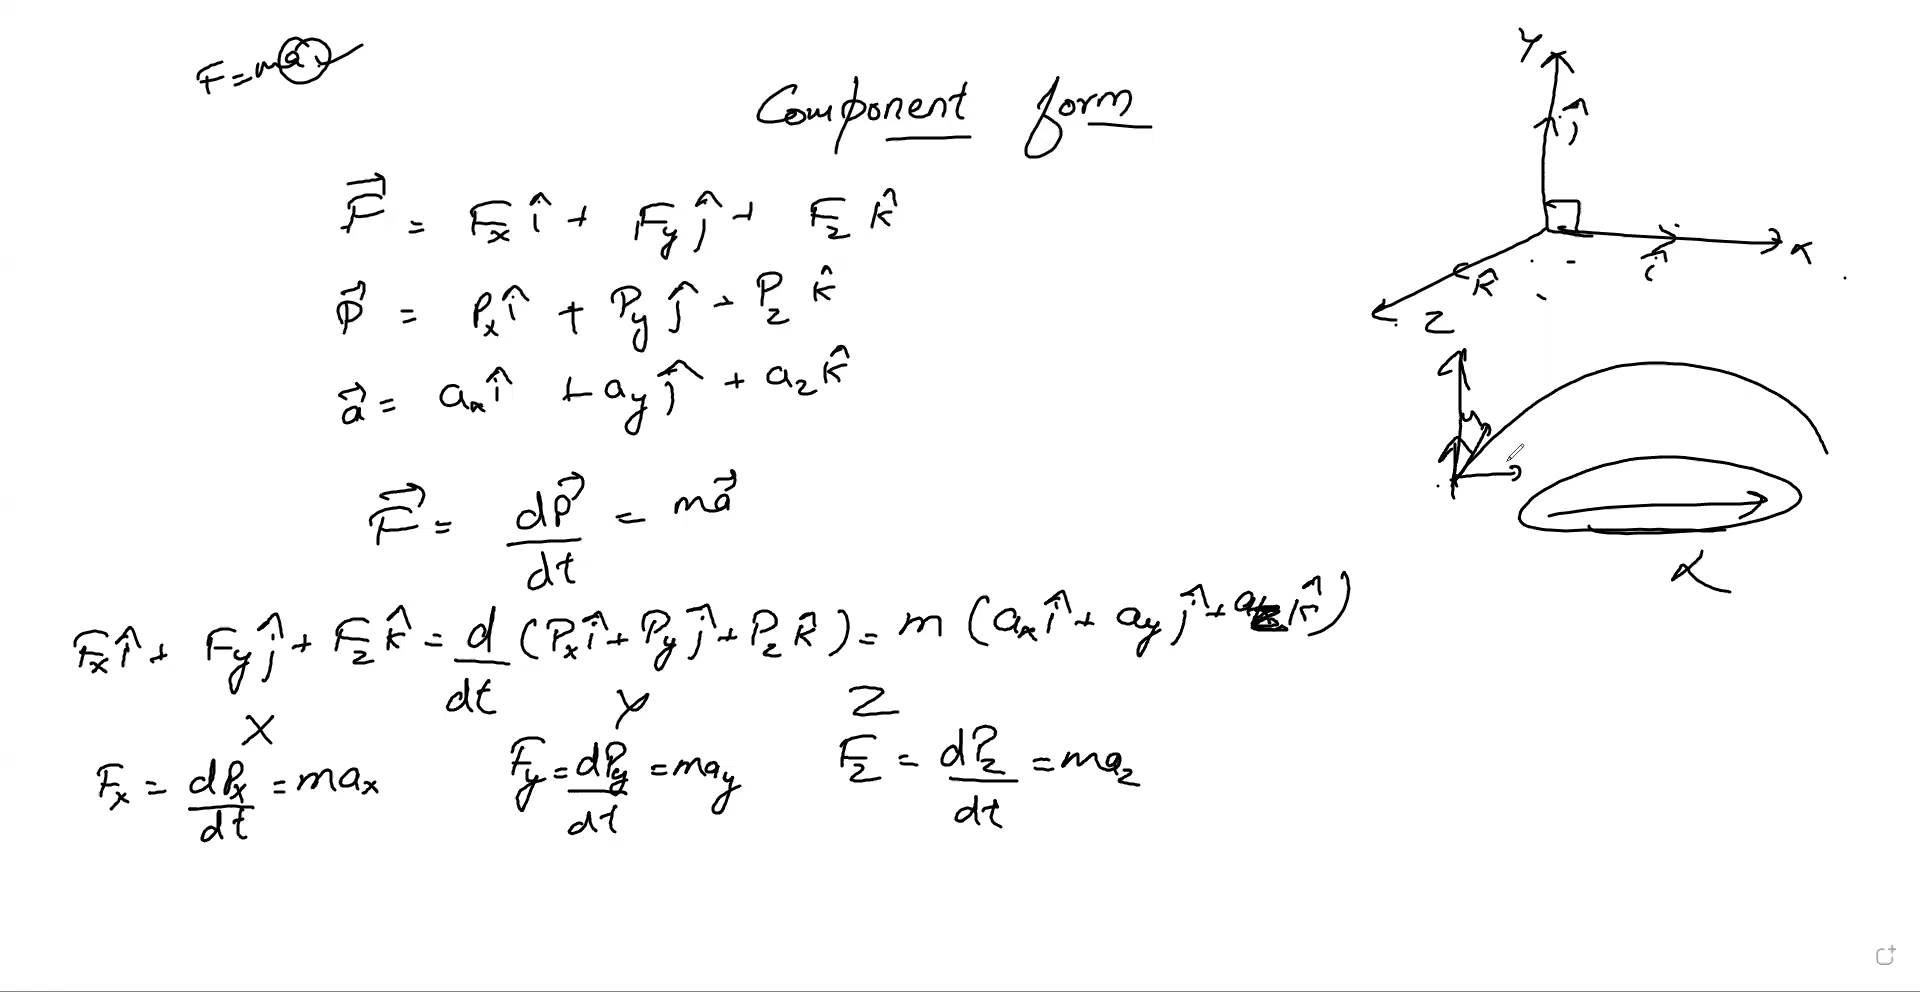 F = ma
Component form
F⃗ = Fx î + Fy ĵ + Fz k̂
P⃗ = Px î + Py ĵ + Pz k̂
a⃗ = ax î + ay ĵ + az k̂
F⃗ = dP⃗/dt = ma⃗
Fx î + Fy ĵ + Fz k̂ = d/dt (Px î + Py ĵ + Pz k̂) = m (ax î + ay ĵ + az k̂)
X Y Z
Fx = dPx/dt = max Fy = dPy/dt = may Fz = dPz/dt = maz
Y
ĵ
î
x
k̂
Z